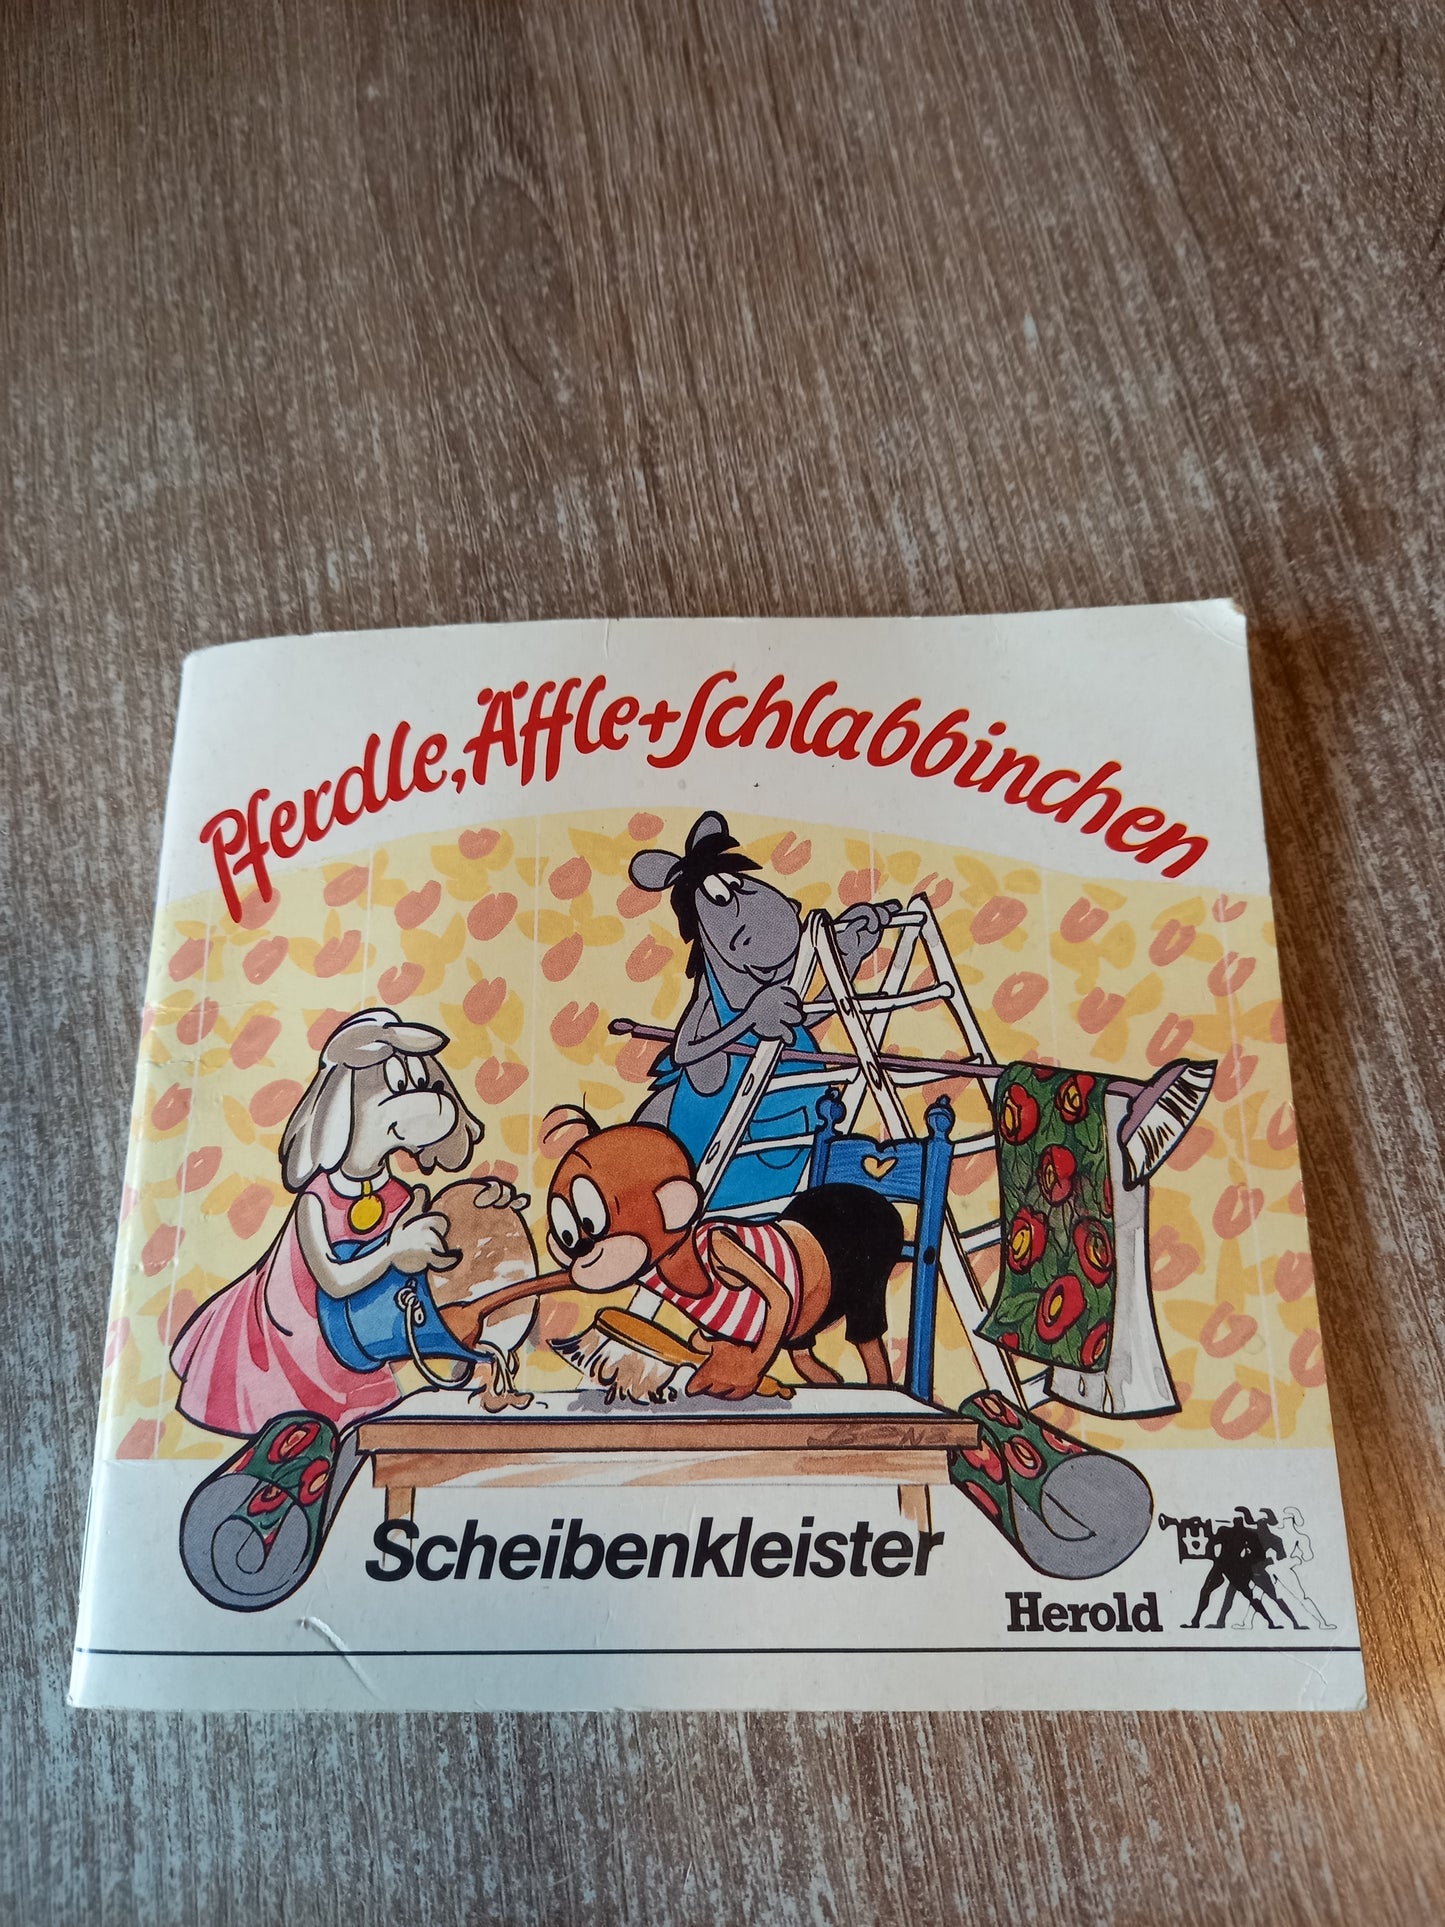 Pferdle, Äffle + Schlabbinchen
Scheibenkleister
Herold